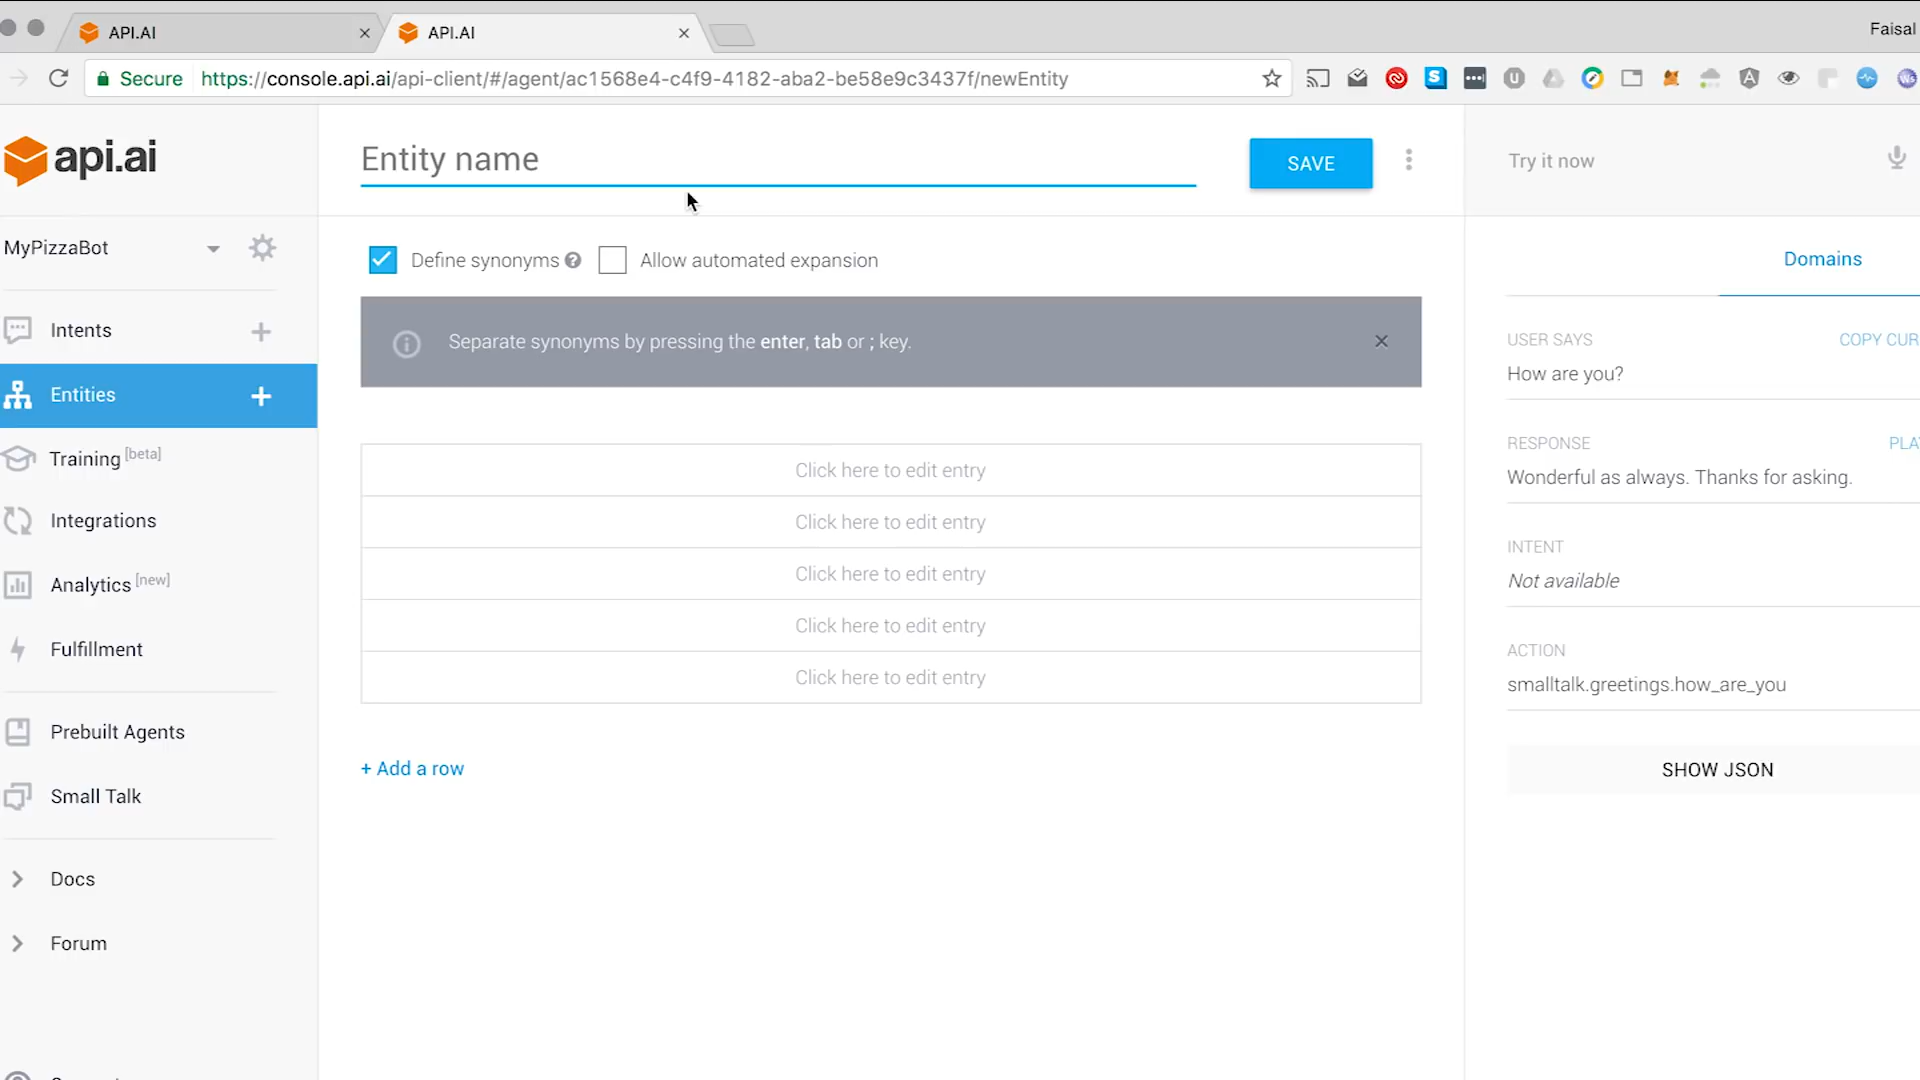 API.AI
API.AI
Faisal
Secure
https://console.api.ai/api-client/#/agent/ac1568e4-c4f9-4182-aba2-be58e9c3437f/newEntity
api.ai
Entity name
SAVE
Try it now
MyPizzaBot
Define synonyms
Allow automated expansion
Domains
Separate synonyms by pressing the enter, tab or ; key.
Intents
Entities
Training [beta]
Integrations
Analytics [new]
Fulfillment
Prebuilt Agents
Small Talk
Docs
Forum
Click here to edit entry
Click here to edit entry
Click here to edit entry
Click here to edit entry
Click here to edit entry
+ Add a row
USER SAYS
COPY CUR
How are you?
RESPONSE
PLA
Wonderful as always. Thanks for asking.
INTENT
Not available
ACTION
smalltalk.greetings.how_are_you
SHOW JSON